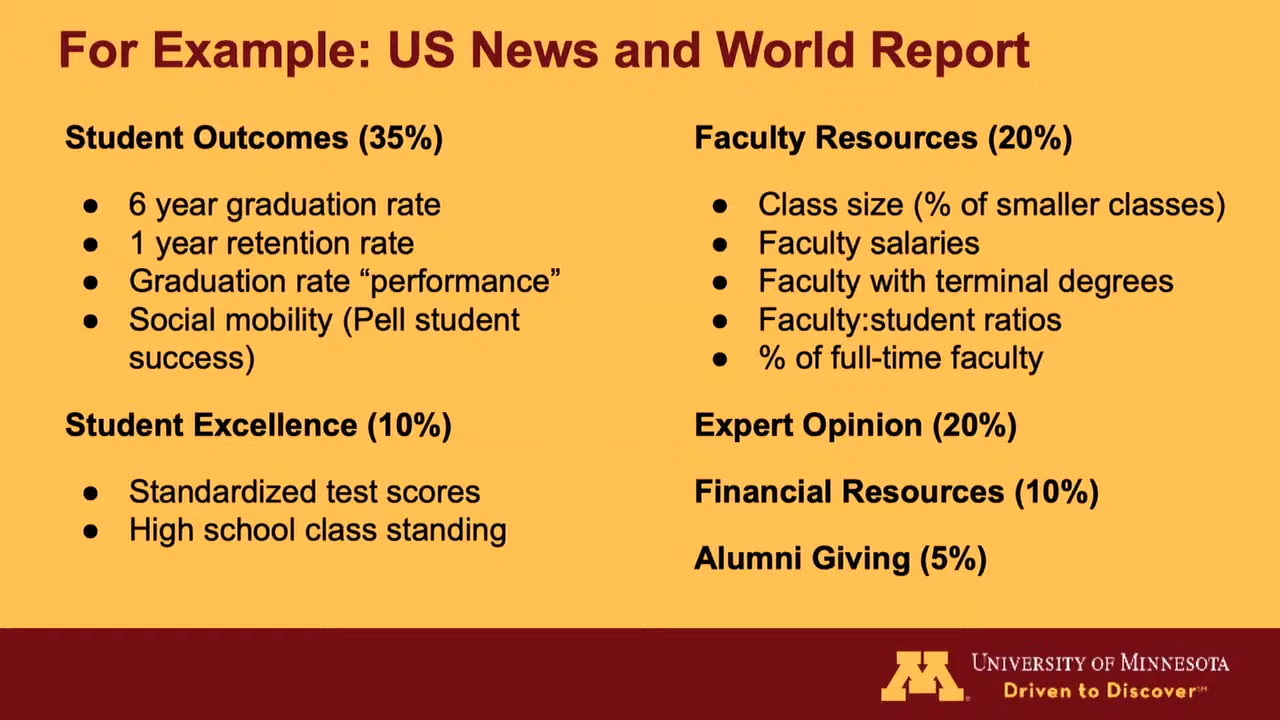 For Example: US News and World Report
Student Outcomes (35%)
● 6 year graduation rate
● 1 year retention rate
● Graduation rate “performance”
● Social mobility (Pell student
success)
Student Excellence (10%)
● Standardized test scores
● High school class standing
Faculty Resources (20%)
● Class size (% of smaller classes)
● Faculty salaries
● Faculty with terminal degrees
● Faculty:student ratios
● % of full-time faculty
Expert Opinion (20%)
Financial Resources (10%)
Alumni Giving (5%)
M
University of Minnesota
Driven to Discover℠